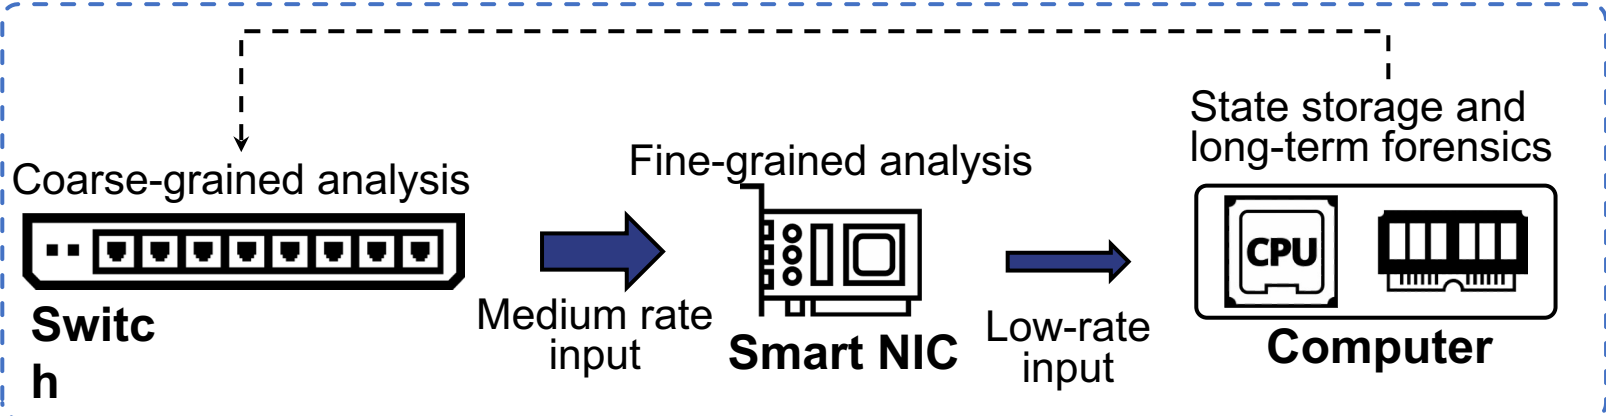 State storage and
long-term forensics
Fine-grained analysis
Coarse-grained analysis
CPU
Medium rate
input
Low-rate
input
Switc
h
Smart NIC
Computer